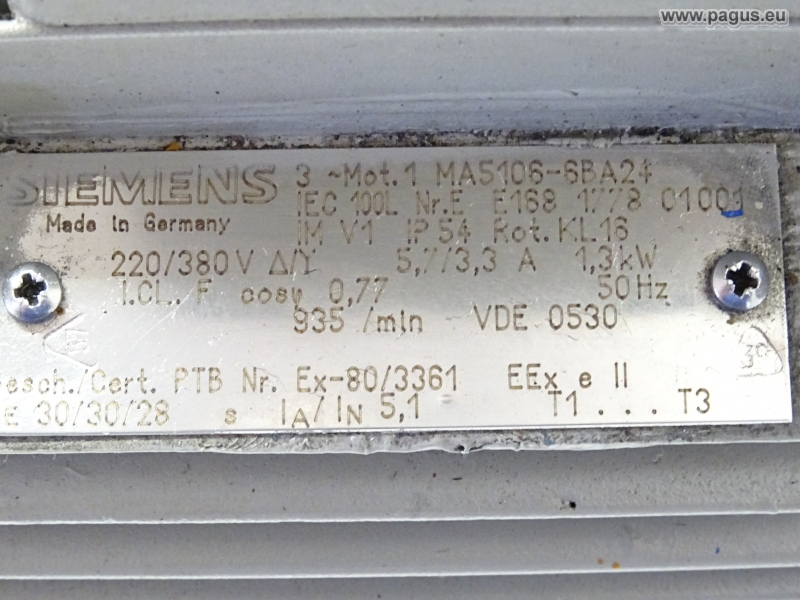 www.pagus.eu
SIEMENS 3 ~Mot. 1 MA5106-6BA24
Made in Germany IEC 100L Nr.E E168 1778 01001
IM V1 IP 54 Rot. KL16
220/380 V Δ/Y 5,7/3,3 A 1,3 kW
I.CL. F cosφ 0,77 50 Hz
935 /min VDE 0530
esch./Cert. PTB Nr. Ex-80/3361 EEx e II
E 30/30/28 s IA/IN 5,1 T1 . . . . T3